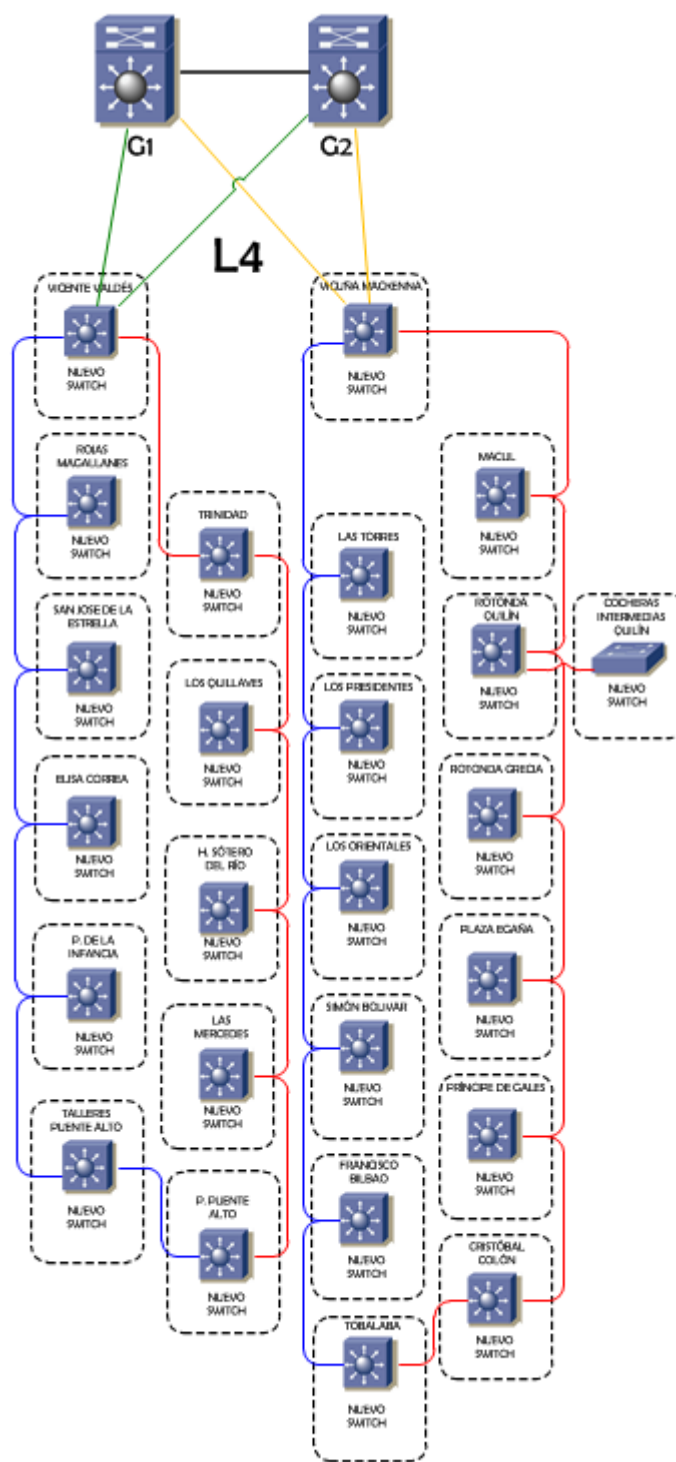 G1
G2
L4
VICENTE VALDÉS
NUEVO
SWITCH
VICUÑA MACKENNA
NUEVO
SWITCH
ROJAS
MAGALLANES
NUEVO
SWITCH
TRINIDAD
NUEVO
SWITCH
SAN JOSE DE LA
ESTRELLA
NUEVO
SWITCH
LOS QUILLAYES
NUEVO
SWITCH
ELISA CORREA
NUEVO
SWITCH
H. SÓTERO
DEL RÍO
NUEVO
SWITCH
P. DE LA
INFANCIA
NUEVO
SWITCH
LAS
MERCEDES
NUEVO
SWITCH
TALLERES
PUENTE ALTO
NUEVO
SWITCH
P. PUENTE
ALTO
NUEVO
SWITCH
LAS TORRES
NUEVO
SWITCH
LOS PRESIDENTES
NUEVO
SWITCH
LOS ORIENTALES
NUEVO
SWITCH
SIMÓN BOLIVAR
NUEVO
SWITCH
FRANCISCO
BILBAO
NUEVO
SWITCH
TOBALABA
NUEVO
SWITCH
MACUL
NUEVO
SWITCH
ROTONDA
QUILÍN
NUEVO
SWITCH
COCHERAS
INTERMEDIAS
QUILÍN
NUEVO
SWITCH
ROTONDA GRECIA
NUEVO
SWITCH
PLAZA EGAÑA
NUEVO
SWITCH
PRÍNCIPE DE GALES
NUEVO
SWITCH
CRISTÓBAL
COLÓN
NUEVO
SWITCH